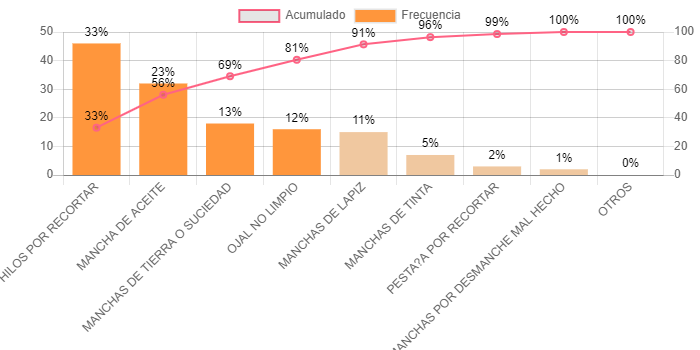 Acumulado Frecuencia
50 100
40 80
30 60
20 40
10 20
0 0
33% 23% 13% 12% 11% 5% 2% 1% 0%
33% 56% 69% 81% 91% 96% 99% 100% 100%
HILOS POR RECORTAR
MANCHA DE ACEITE
MANCHAS DE TIERRA O SUCIEDAD
OJAL NO LIMPIO
MANCHAS DE LAPIZ
MANCHAS DE TINTA
PESTA?A POR RECORTAR
MANCHAS POR DESMANCHE MAL HECHO
OTROS